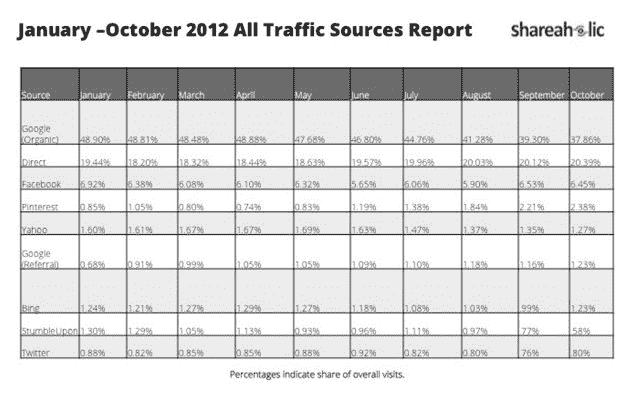 January –October 2012 All Traffic Sources Report
shareaholic
Source January February March April May June July August September October
Google
(Organic) 48.90% 48.81% 48.48% 48.88% 47.68% 46.80% 44.76% 41.28% 39.30% 37.86%
Direct 19.44% 18.20% 18.32% 18.44% 18.63% 19.57% 19.96% 20.03% 20.12% 20.39%
Facebook 6.92% 6.38% 6.08% 6.10% 6.32% 5.65% 6.06% 5.90% 6.53% 6.45%
Pinterest 0.85% 1.05% 0.80% 0.74% 0.83% 1.19% 1.38% 1.84% 2.21% 2.38%
Yahoo 1.60% 1.61% 1.67% 1.67% 1.69% 1.63% 1.47% 1.37% 1.35% 1.27%
Google
(Referral) 0.68% 0.91% 0.99% 1.05% 1.05% 1.09% 1.10% 1.18% 1.16% 1.23%
Bing 1.24% 1.21% 1.27% 1.29% 1.27% 1.18% 1.08% 1.03% .99% 1.23%
StumbleUpon 1.30% 1.29% 1.05% 1.13% 0.93% 0.96% 1.11% 0.97% .77% .58%
Twitter 0.88% 0.82% 0.85% 0.85% 0.88% 0.92% 0.82% 0.80% .76% .80%
Percentages indicate share of overall visits.